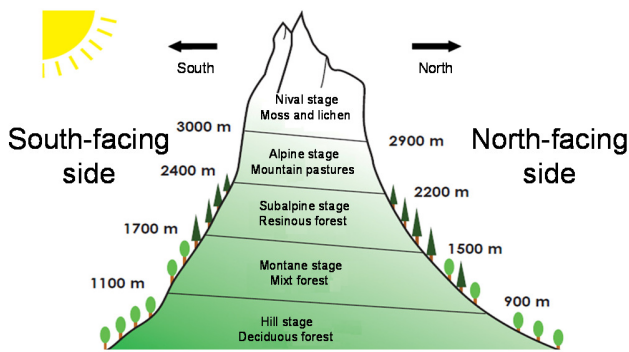 South
North
Nival stage
Moss and lichen
3000 m
2900 m
South-facing
side
North-facing
side
Alpine stage
Mountain pastures
2400 m
2200 m
Subalpine stage
Resinous forest
1700 m
1500 m
Montane stage
Mixt forest
1100 m
900 m
Hill stage
Deciduous forest